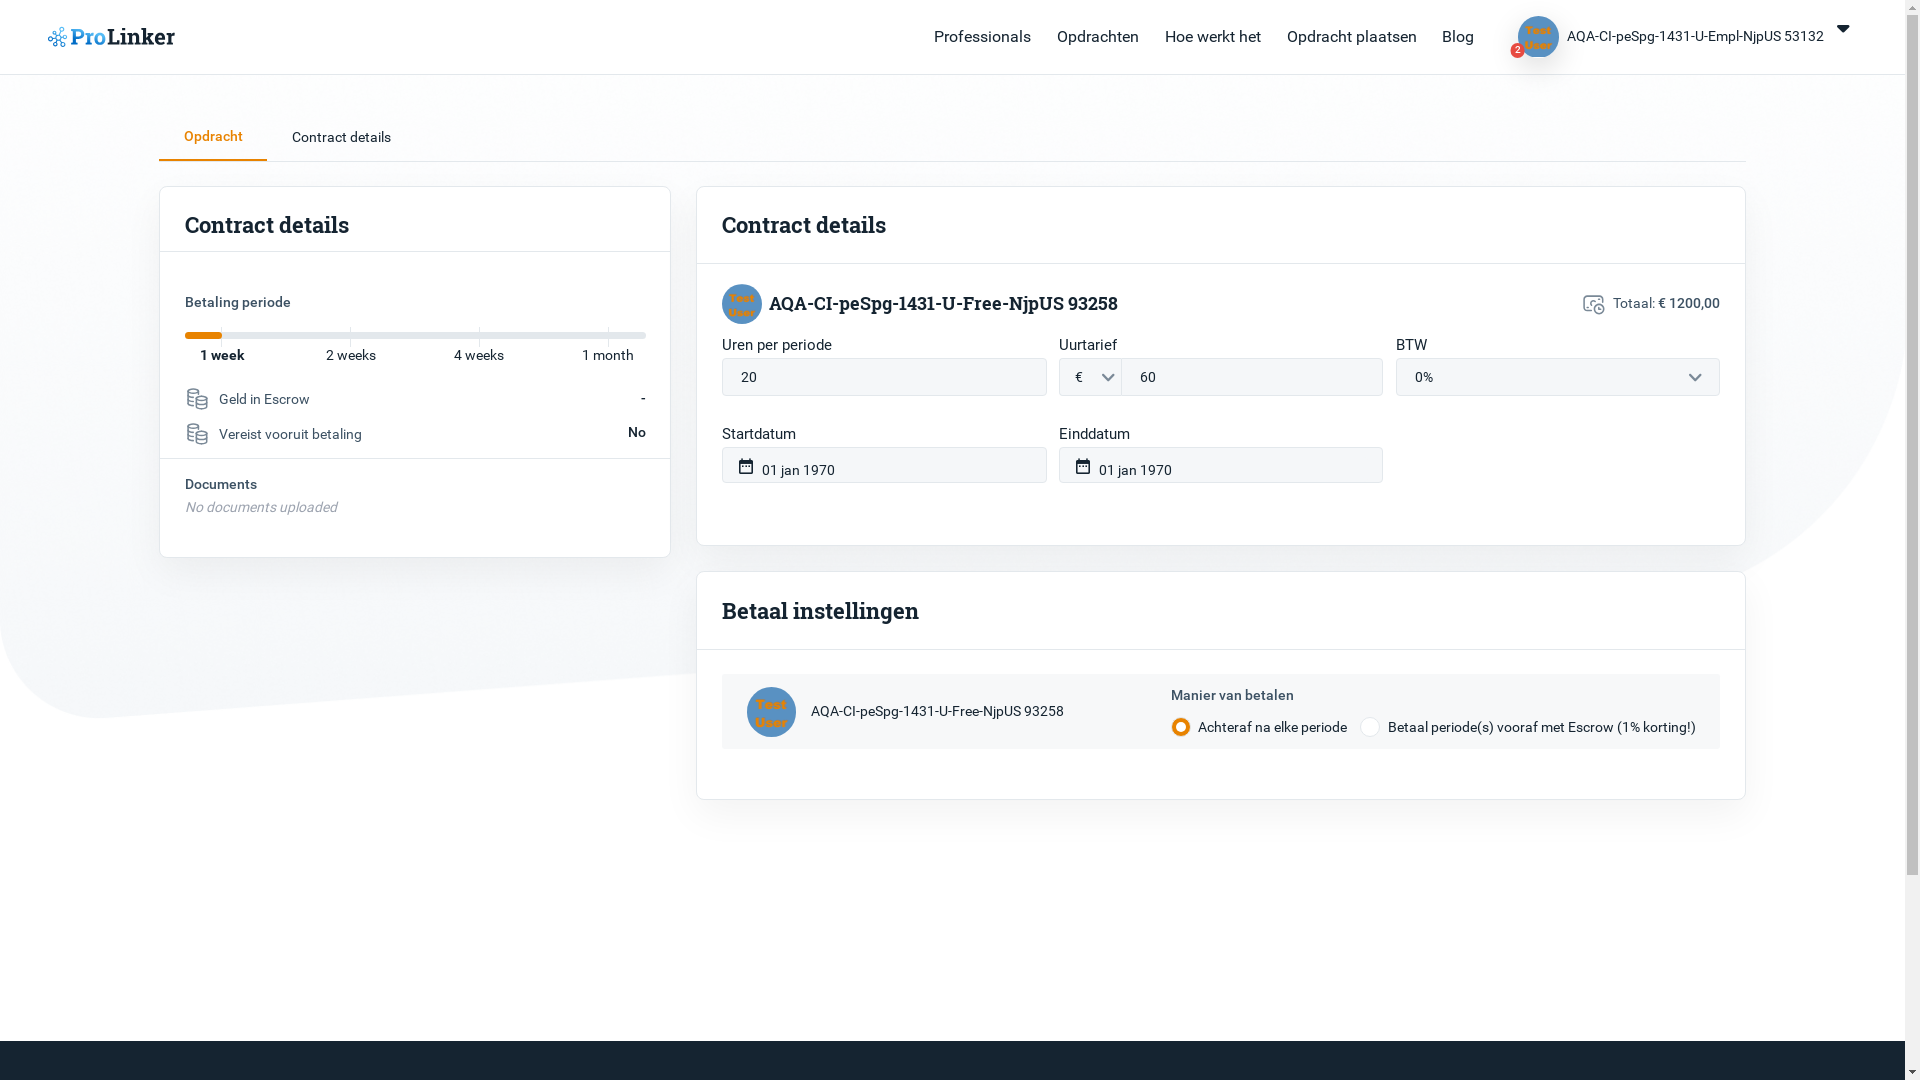 ProLinker
Professionals
Opdrachten
Hoe werkt het
Opdracht plaatsen
Blog
Test
User
2
AQA-CI-peSpg-1431-U-Empl-NjpUS 53132
Opdracht
Contract details
Contract details
Betaling periode
1 week
2 weeks
4 weeks
1 month
Geld in Escrow
-
Vereist vooruit betaling
No
Documents
No documents uploaded
Contract details
Test
User
AQA-CI-peSpg-1431-U-Free-NjpUS 93258
Totaal: € 1200,00
Uren per periode
Uurtarief
BTW
20
€
60
0%
Startdatum
Einddatum
01 jan 1970
01 jan 1970
Betaal instellingen
Test
User
AQA-CI-peSpg-1431-U-Free-NjpUS 93258
Manier van betalen
Achteraf na elke periode
Betaal periode(s) vooraf met Escrow (1% korting!)